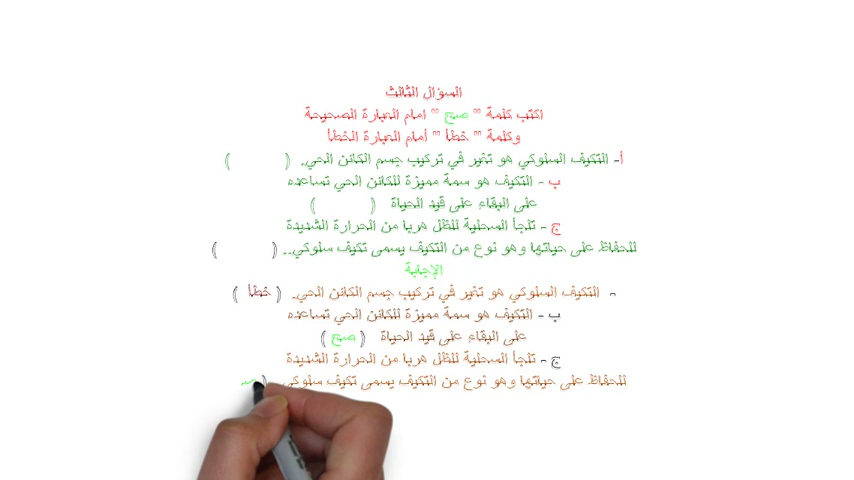 السؤال الثالث
اكتب كلمة " صح " امام العبارة الصحيحة
وكلمة " خطأ " أمام العبارة الخطأ
أ- التكيف السلوكي هو تغير في تركيب جسم الكائن الحي. ( )
ب - التكيف هو سمة مميزة للكائن الحي تساعده
على البقاء على قيد الحياة ( )
ج - تلجأ السحلية للظل هربا من الحرارة الشديدة
للحفاظ على حياتها وهو نوع من التكيف يسمى تكيف سلوكي.. ( )
الإجابة
- التكيف السلوكي هو تغير في تركيب جسم الكائن الحي. ( خطأ )
ب - التكيف هو سمة مميزة للكائن الحي تساعده
على البقاء على قيد الحياة ( صح )
ج - تلجأ السحلية للظل هربا من الحرارة الشديدة
للحفاظ على حياتها وهو نوع من التكيف يسمى تكيف سلوكي (